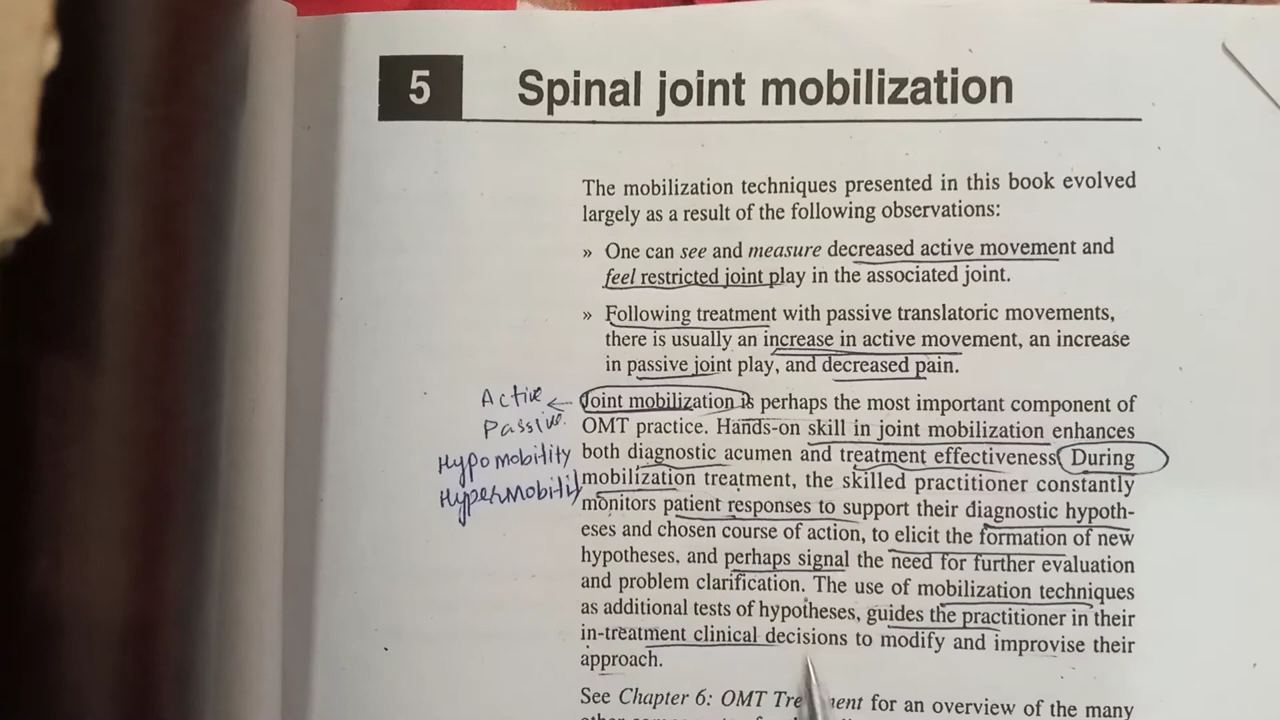 5 Spinal joint mobilization
The mobilization techniques presented in this book evolved
largely as a result of the following observations:
» One can see and measure decreased active movement and
feel restricted joint play in the associated joint.
» Following treatment with passive translatoric movements,
there is usually an increase in active movement, an increase
in passive joint play, and decreased pain.
Active
Passive.
Hypomobility
Joint mobilization is perhaps the most important component of
OMT practice. Hands-on skill in joint mobilization enhances
both diagnostic acumen and treatment effectiveness During
mobilization treatment, the skilled practitioner constantly
monitors patient responses to support their diagnostic hypoth-
eses and chosen course of action, to elicit the formation of new
hypotheses, and perhaps signal the need for further evaluation
and problem clarification. The use of mobilization techniques
as additional tests of hypotheses, guides the practitioner in their
in-treatment clinical decisions to modify and improvise their
approach.
See Chapter 6: OMT for an overview of the many